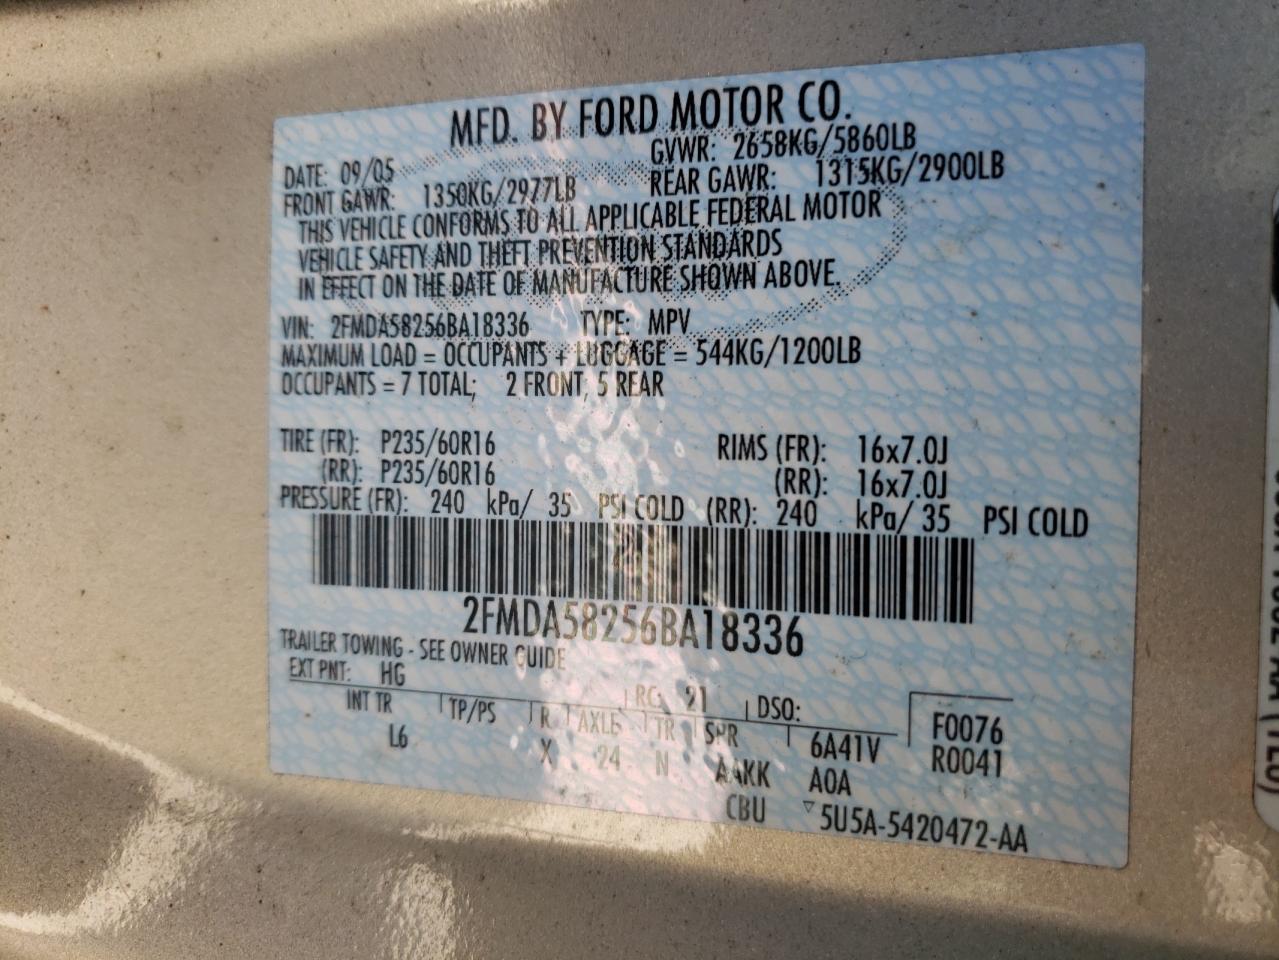 MFD. BY FORD MOTOR CO.
DATE: 09/05 GVWR: 2658KG/5860LB
FRONT GAWR: 1350KG/2977LB REAR GAWR: 1315KG/2900LB
THIS VEHICLE CONFORMS TO ALL APPLICABLE FEDERAL MOTOR
VEHICLE SAFETY AND THEFT PREVENTION STANDARDS
IN EFFECT ON THE DATE OF MANUFACTURE SHOWN ABOVE.
VIN: 2FMDA58256BA18336 TYPE: MPV
MAXIMUM LOAD = OCCUPANTS + LUGGAGE = 544KG/1200LB
OCCUPANTS = 7 TOTAL; 2 FRONT, 5 REAR
TIRE (FR): P235/60R16 RIMS (FR): 16x7.0J
(RR): P235/60R16 (RR): 16x7.0J
PRESSURE (FR): 240 kPa/ 35 PSI COLD (RR): 240 kPa/ 35 PSI COLD
2FMDA58256BA18336
TRAILER TOWING - SEE OWNER GUIDE
EXT PNT: HG RC: 21 DSO: F0076
INT TR TP/PS R AXLE TR SPR 6A41V R0041
L6 X 24 N AAKK AOA
CBU ▽5U5A-5420472-AA